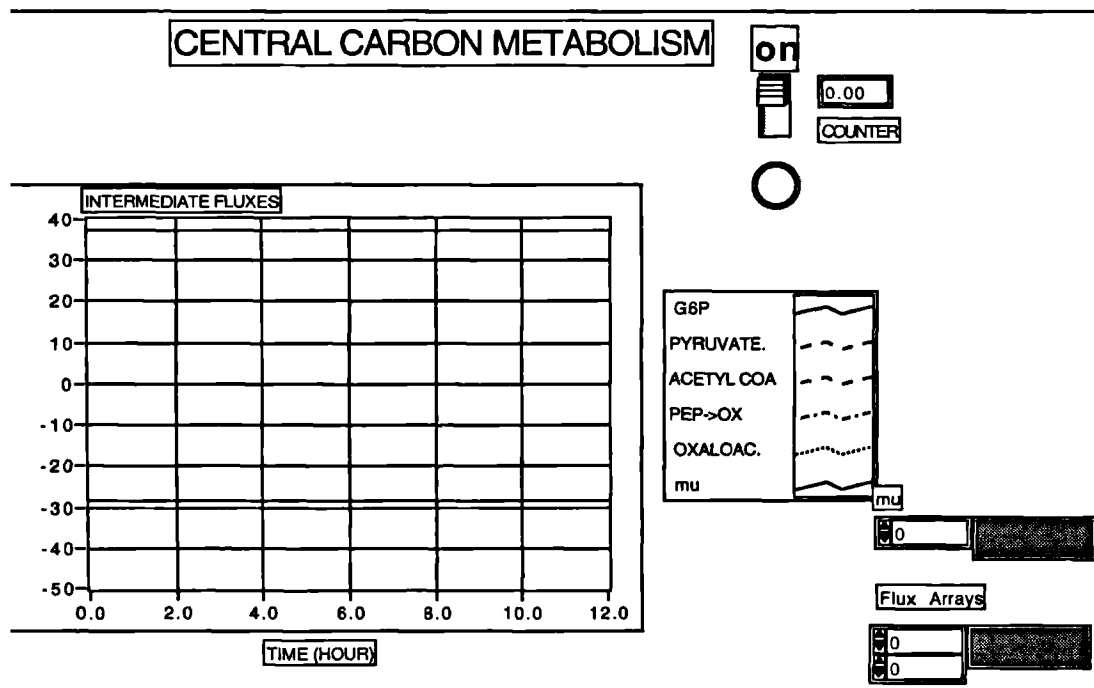 CENTRAL CARBON METABOLISM
on
0.00
COUNTER
INTERMEDIATE FLUXES
40
30
20
10
0
-10
-20
-30
-40
-50
0.0 2.0 4.0 6.0 8.0 10.0 12.0
TIME (HOUR)
G6P
PYRUVATE.
ACETYL COA
PEP->OX
OXALOAC.
mu
mu
0
Flux Arrays
0
0